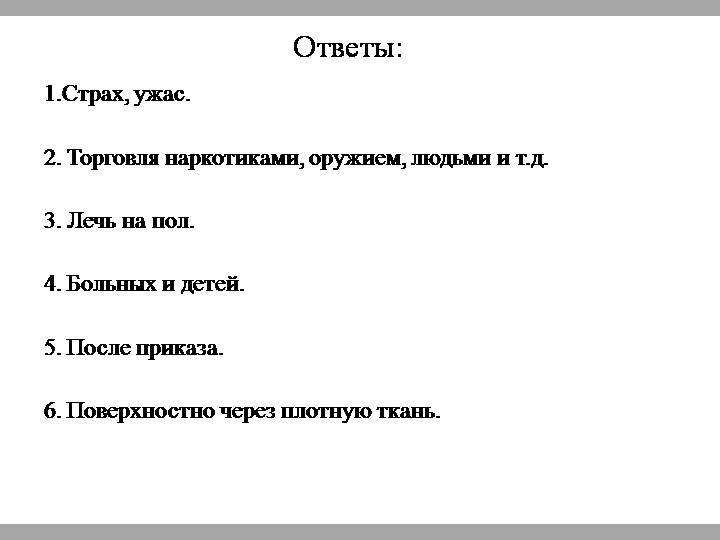 Ответы:
1.Страх, ужас.
2. Торговля наркотиками, оружием, людьми и т.д.
3. Лечь на пол.
4. Больных и детей.
5. После приказа.
6. Поверхностно через плотную ткань.